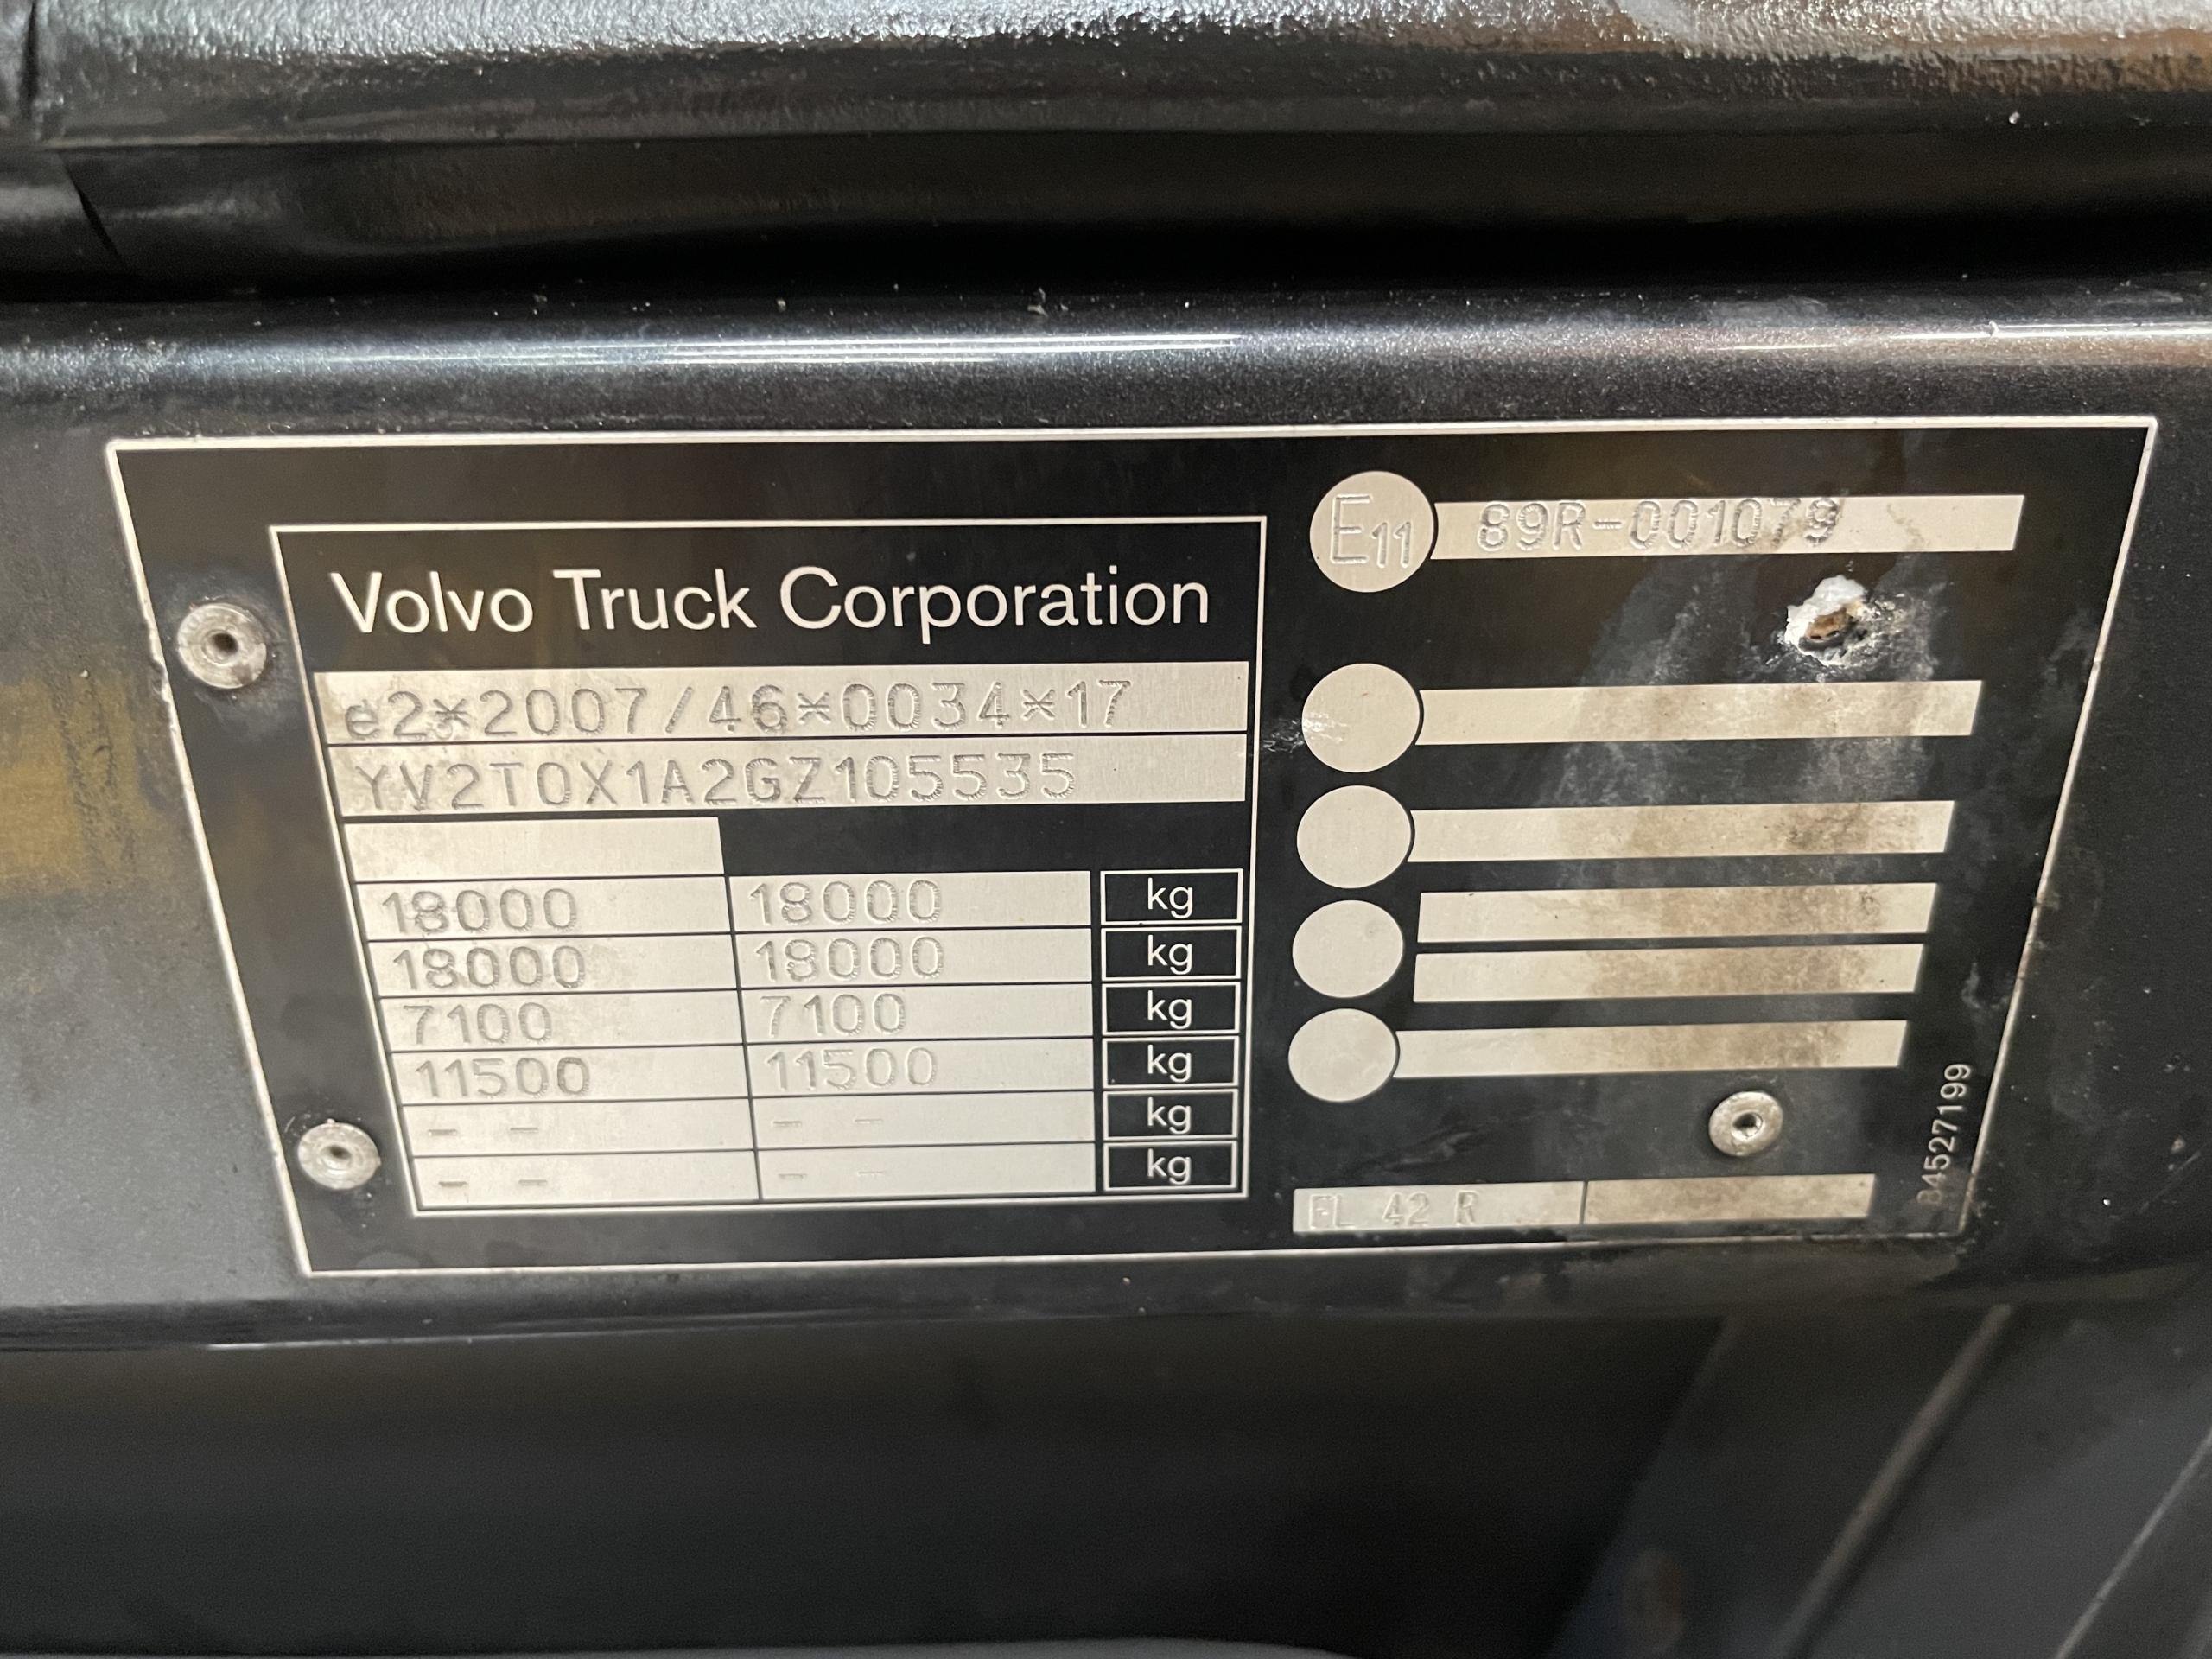 Volvo Truck Corporation
e2*2007/46*0034*17
YV2T0X1A2GZ105535
18000 18000 kg
18000 18000 kg
7100 7100 kg
11500 11500 kg
- - - - kg
- - - - kg
E11 89R-001079
FL 42 R
84527199